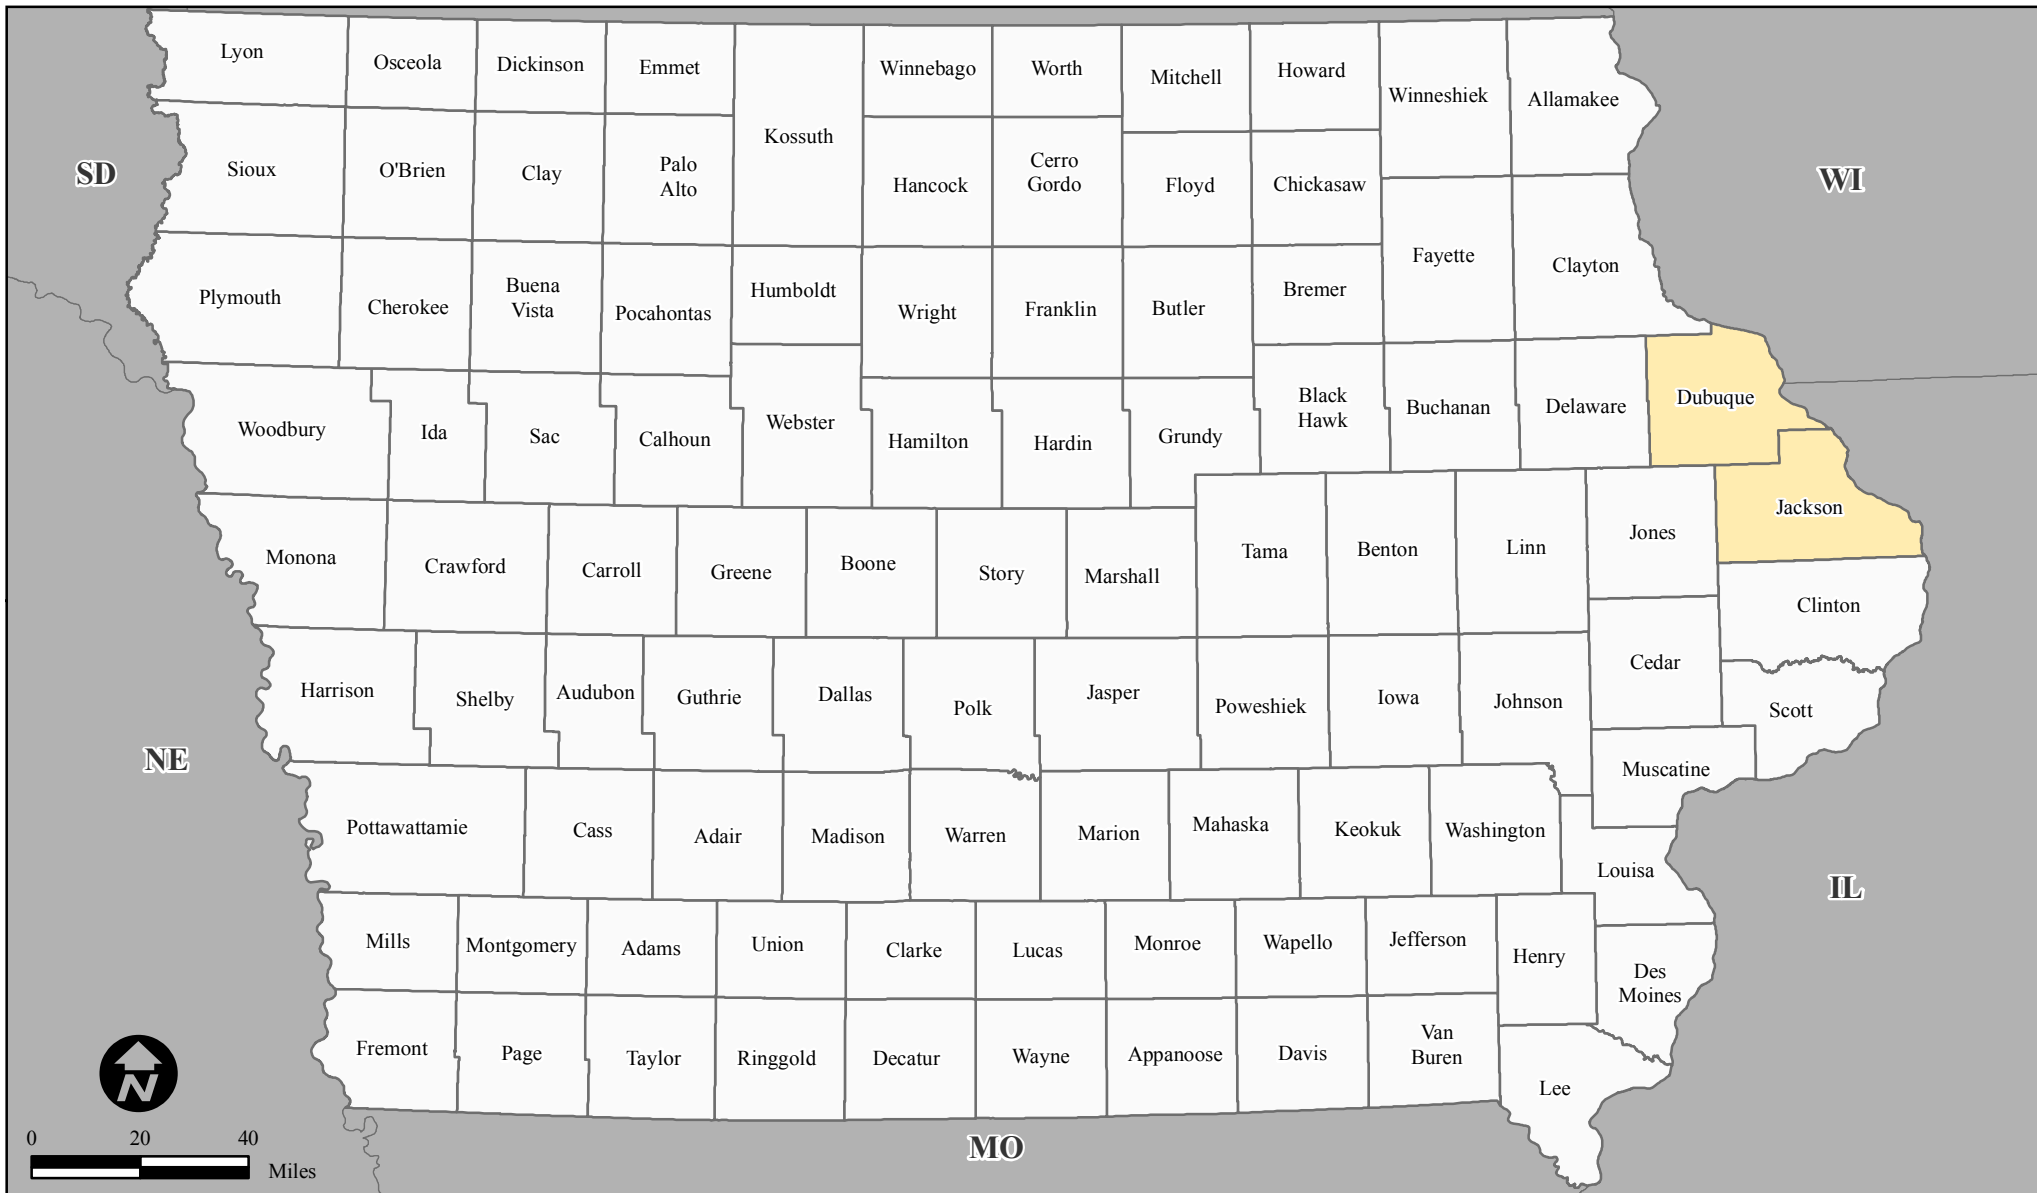 Lyon
Osceola
Dickinson
Emmet
Kossuth
Winnebago
Worth
Mitchell
Howard
Winneshiek
Allamakee
SD
Sioux
O'Brien
Clay
Palo
Alto
Hancock
Cerro
Gordo
Floyd
Chickasaw
WI
Plymouth
Cherokee
Buena
Vista
Pocahontas
Humboldt
Wright
Franklin
Butler
Bremer
Fayette
Clayton
Woodbury
Ida
Sac
Calhoun
Webster
Hamilton
Hardin
Grundy
Black
Hawk
Buchanan
Delaware
Dubuque
Monona
Crawford
Carroll
Greene
Boone
Story
Marshall
Tama
Benton
Linn
Jones
Jackson
Clinton
Harrison
Shelby
Audubon
Guthrie
Dallas
Polk
Jasper
Poweshiek
Iowa
Johnson
Cedar
Scott
NE
Muscatine
Pottawattamie
Cass
Adair
Madison
Warren
Marion
Mahaska
Keokuk
Washington
Louisa
IL
Mills
Montgomery
Adams
Union
Clarke
Lucas
Monroe
Wapello
Jefferson
Henry
Des
Moines
Fremont
Page
Taylor
Ringgold
Decatur
Wayne
Appanoose
Davis
Van
Buren
Lee
N
0 20 40
Miles
MO